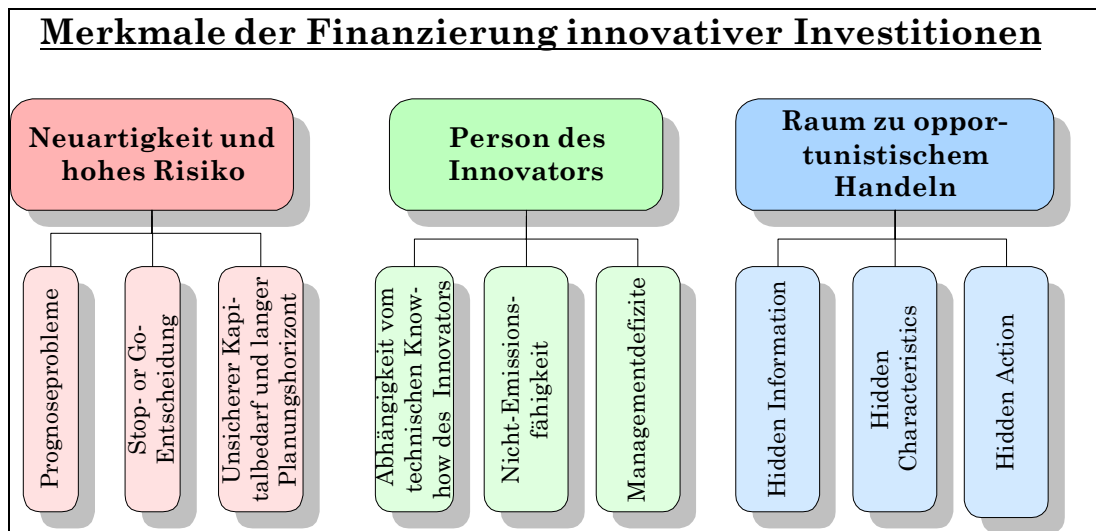 Merkmale der Finanzierung innovativer Investitionen
Neuartigkeit und
hohes Risiko
Prognoseprobleme
Stop- or Go-
Entscheidung
Unsicherer Kapi-
talbedarf und langer
Planungshorizont
Person des
Innovators
Abhängigkeit vom
technischen Know-
how des Innovators
Nicht-Emissions-
fähigkeit
Managementdefizite
Raum zu oppor-
tunistischem
Handeln
Hidden Information
Hidden
Characteristics
Hidden Action